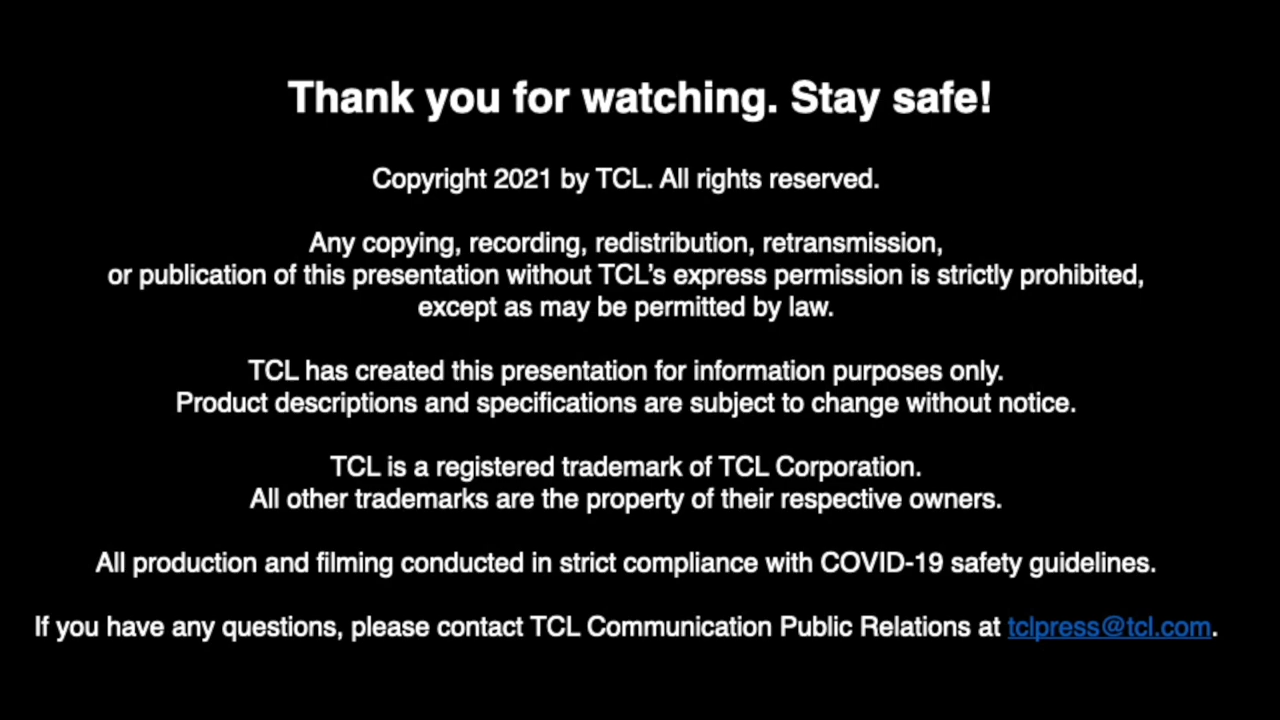 Thank you for watching. Stay safe!
Copyright 2021 by TCL. All rights reserved.
Any copying, recording, redistribution, retransmission,
or publication of this presentation without TCL’s express permission is strictly prohibited,
except as may be permitted by law.
TCL has created this presentation for information purposes only.
Product descriptions and specifications are subject to change without notice.
TCL is a registered trademark of TCL Corporation.
All other trademarks are the property of their respective owners.
All production and filming conducted in strict compliance with COVID-19 safety guidelines.
If you have any questions, please contact TCL Communication Public Relations at tclpress@tcl.com.